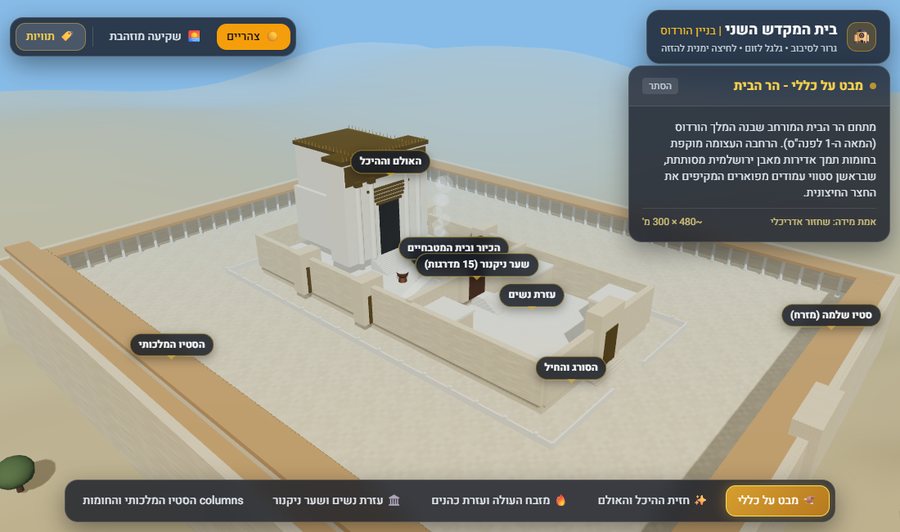 בית המקדש השני | בניין הורדוס
גרור לסיבוב • גלגל לזום • לחיצה ימנית להזזה
צהריים
שקיעה מוזהבת
תוויות
מבט על כללי - הר הבית
הסתר
מתחם הר הבית המורחב שבנה המלך הורדוס
(המאה ה-1 לפנה"ס). הרחבה העצומה מוקפת
בחומות תמך אדירות מאבן ירושלמית מסותתת,
שבראשן סטווי עמודים מפוארים המקיפים את
החצר החיצונית.
אמת מידה: שחזור אדריכלי
~480 × 300 מ'
האולם וההיכל
הכיור ובית המטבחיים
שער ניקנור (15 מדרגות)
עזרת נשים
סטיו שלמה (מזרח)
הסטיו המלכותי
הסורג והחיל
מבט על כללי
חזית ההיכל והאולם
מזבח העולה ועזרת כהנים
עזרת נשים ושער ניקנור
columns הסטיו המלכותי והחומות